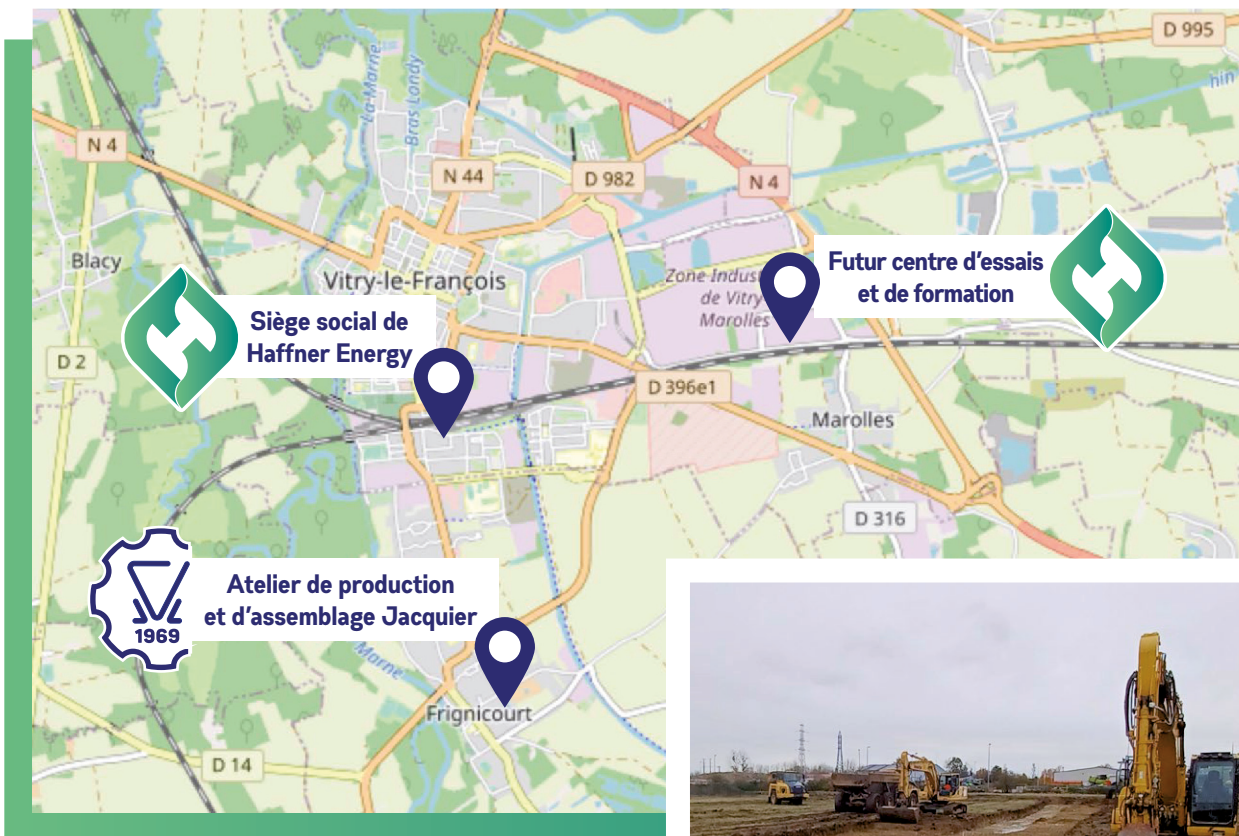 D 995
La Marne
Bras Londy
hin
N 4
N 44
D 982
N 4
Blacy
Vitry-le-François
Zone Indust
de Vitry
Marolles
Futur centre d'essais
et de formation
Siège social de
Haffner Energy
D 2
D 396e1
Marolles
D 316
1969
Atelier de production
et d'assemblage Jacquier
Marne
Frignicourt
D 14